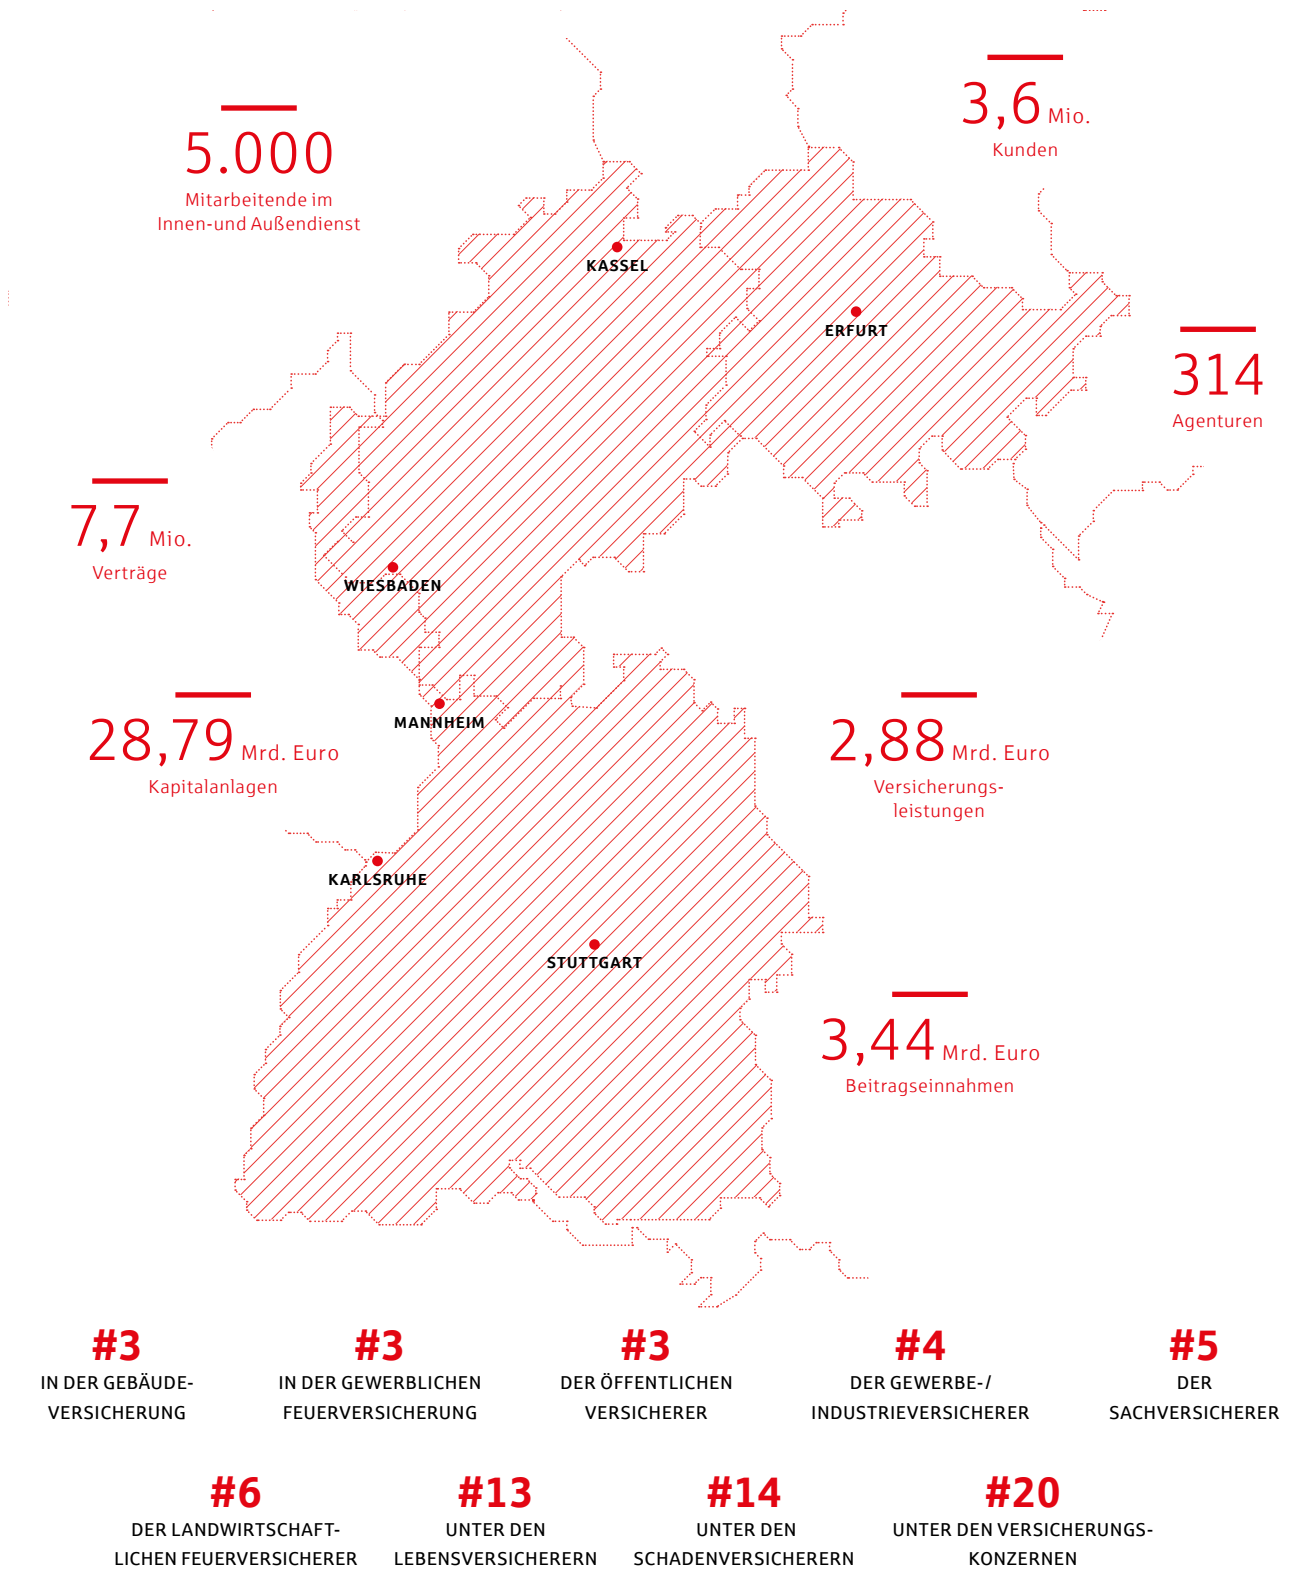 3,6 Mio.
Kunden
5.000
Mitarbeitende im
Innen-und Außendienst
KASSEL
ERFURT
314
Agenturen
7,7 Mio.
Verträge
WIESBADEN
28,79 Mrd. Euro
Kapitalanlagen
MANNHEIM
2,88 Mrd. Euro
Versicherungs-
leistungen
KARLSRUHE
STUTTGART
3,44 Mrd. Euro
Beitragseinnahmen
#3
IN DER GEBÄUDE-
VERSICHERUNG
#3
IN DER GEWERBLICHEN
FEUERVERSICHERUNG
#3
DER ÖFFENTLICHEN
VERSICHERER
#4
DER GEWERBE-/
INDUSTRIEVERSICHERER
#5
DER
SACHVERSICHERER
#6
DER LANDWIRTSCHAFT-
LICHEN FEUERVERSICHERER
#13
UNTER DEN
LEBENSVERSICHERERN
#14
UNTER DEN
SCHADENVERSICHERERN
#20
UNTER DEN VERSICHERUNGS-
KONZERNEN